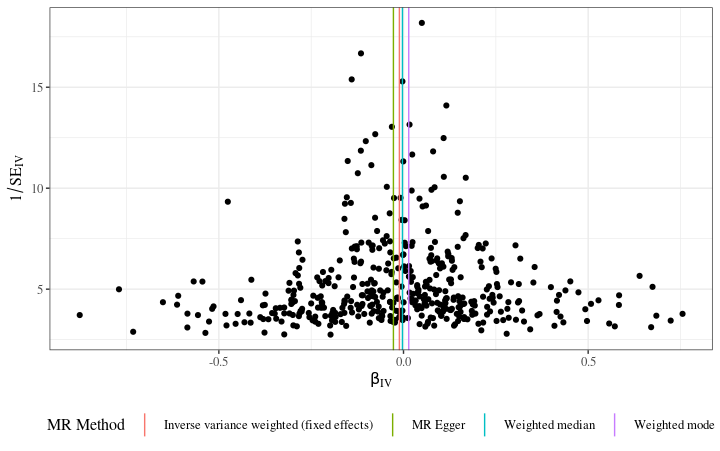 1/SE_IV
15
10
5
-0.5
0.0
0.5
β_IV
MR Method
Inverse variance weighted (fixed effects)
MR Egger
Weighted median
Weighted mode